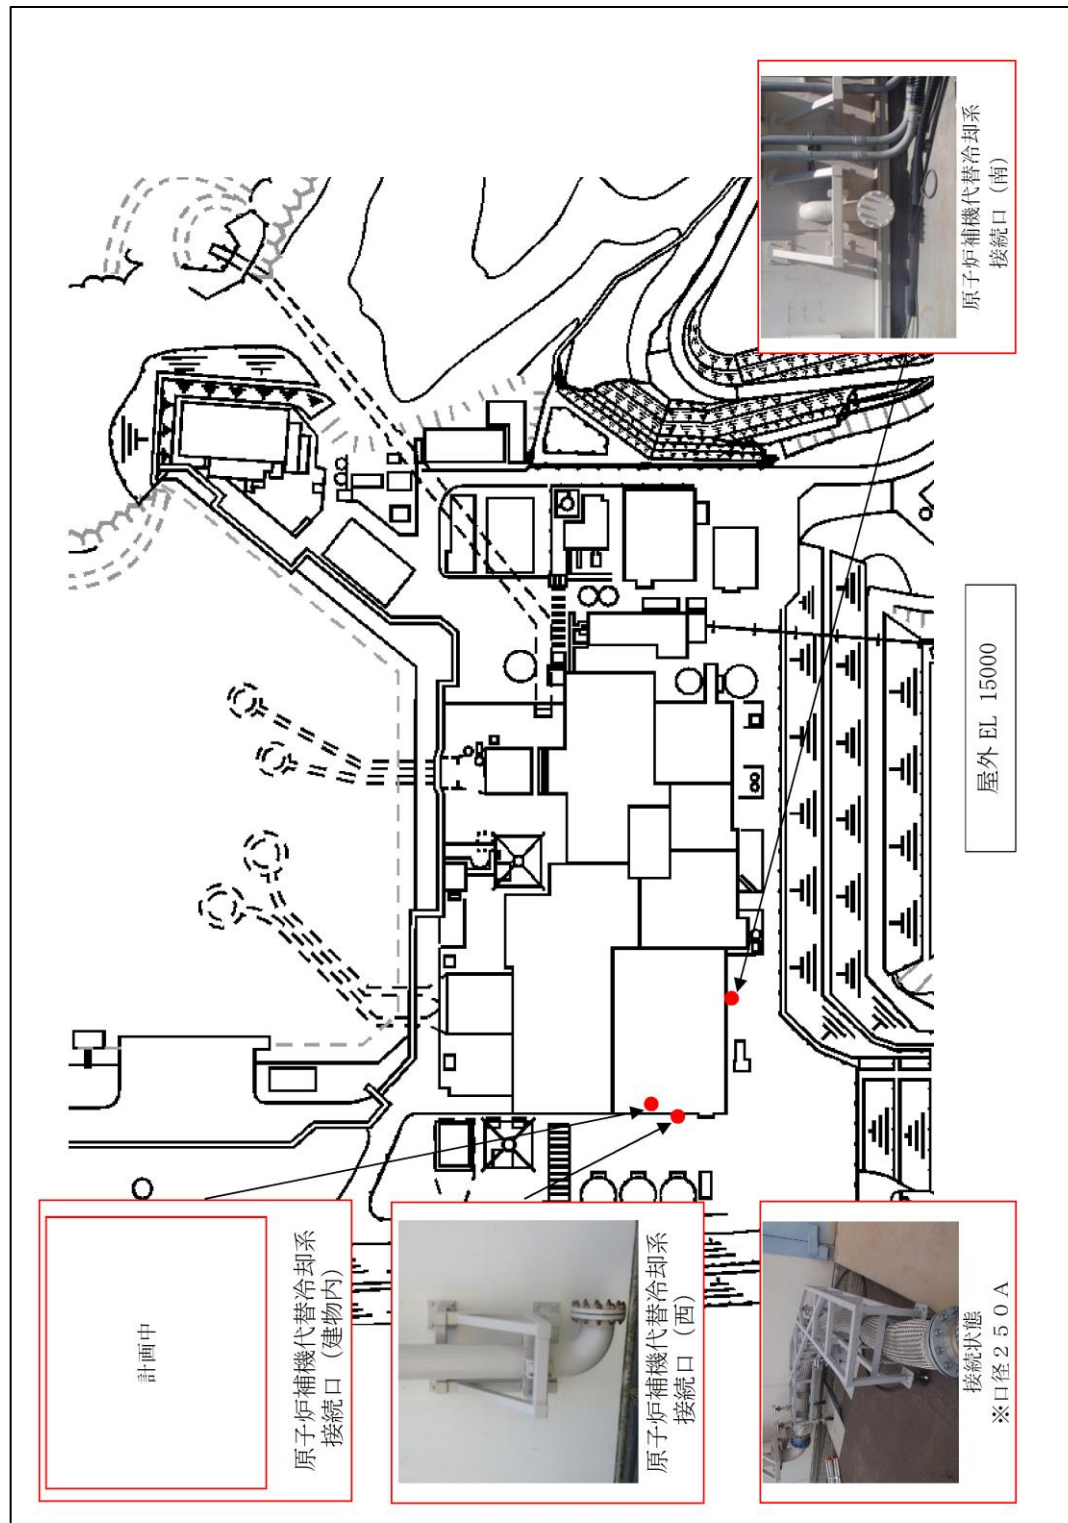 計画中
原子炉補機代替冷却系
接続口（建物内）
原子炉補機代替冷却系
接続口（西）
接続状態
※口径２５０Ａ
屋外 EL 15000
原子炉補機代替冷却系
接続口（南）